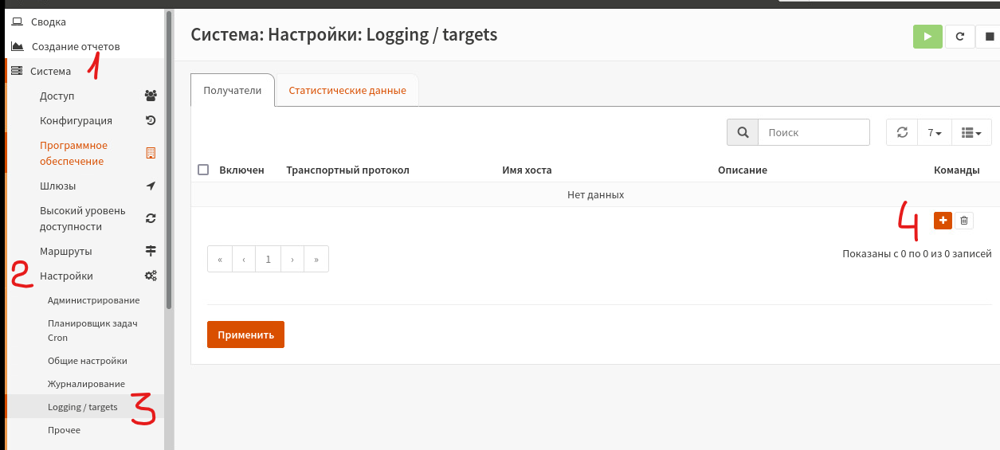 Сводка
Создание отчетов
1
Система
Доступ
Конфигурация
Программное
обеспечение
Шлюзы
Высокий уровень
доступности
Маршруты
2
Настройки
Администрирование
Планировщик задач
Cron
Общие настройки
Журналирование
Logging / targets
3
Прочее
Система: Настройки: Logging / targets
Получатели Статистические данные
Поиск 7
Включен Транспортный протокол Имя хоста Описание Команды
Нет данных
4 +
« ‹ 1 › »
Показаны с 0 по 0 из 0 записей
Применить